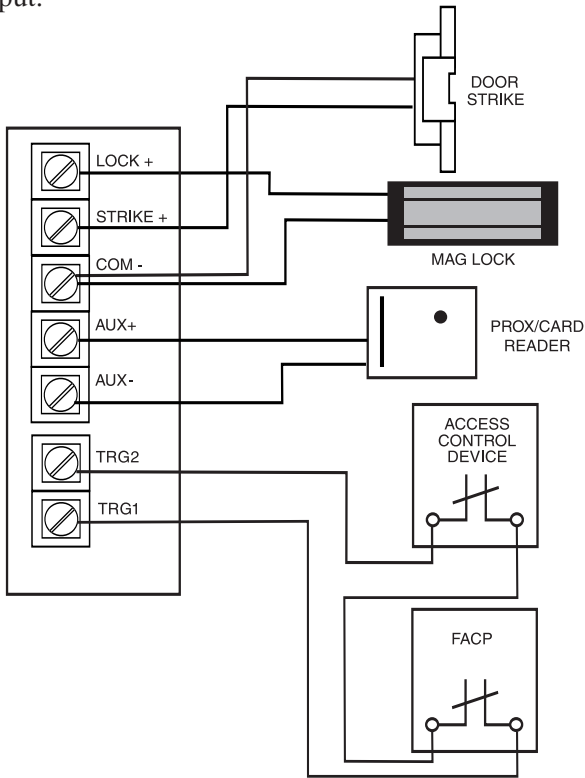 put.
DOOR
STRIKE
LOCK +
STRIKE +
COM -
MAG LOCK
AUX+
PROX/CARD
READER
AUX-
ACCESS
CONTROL
DEVICE
TRG2
TRG1
FACP